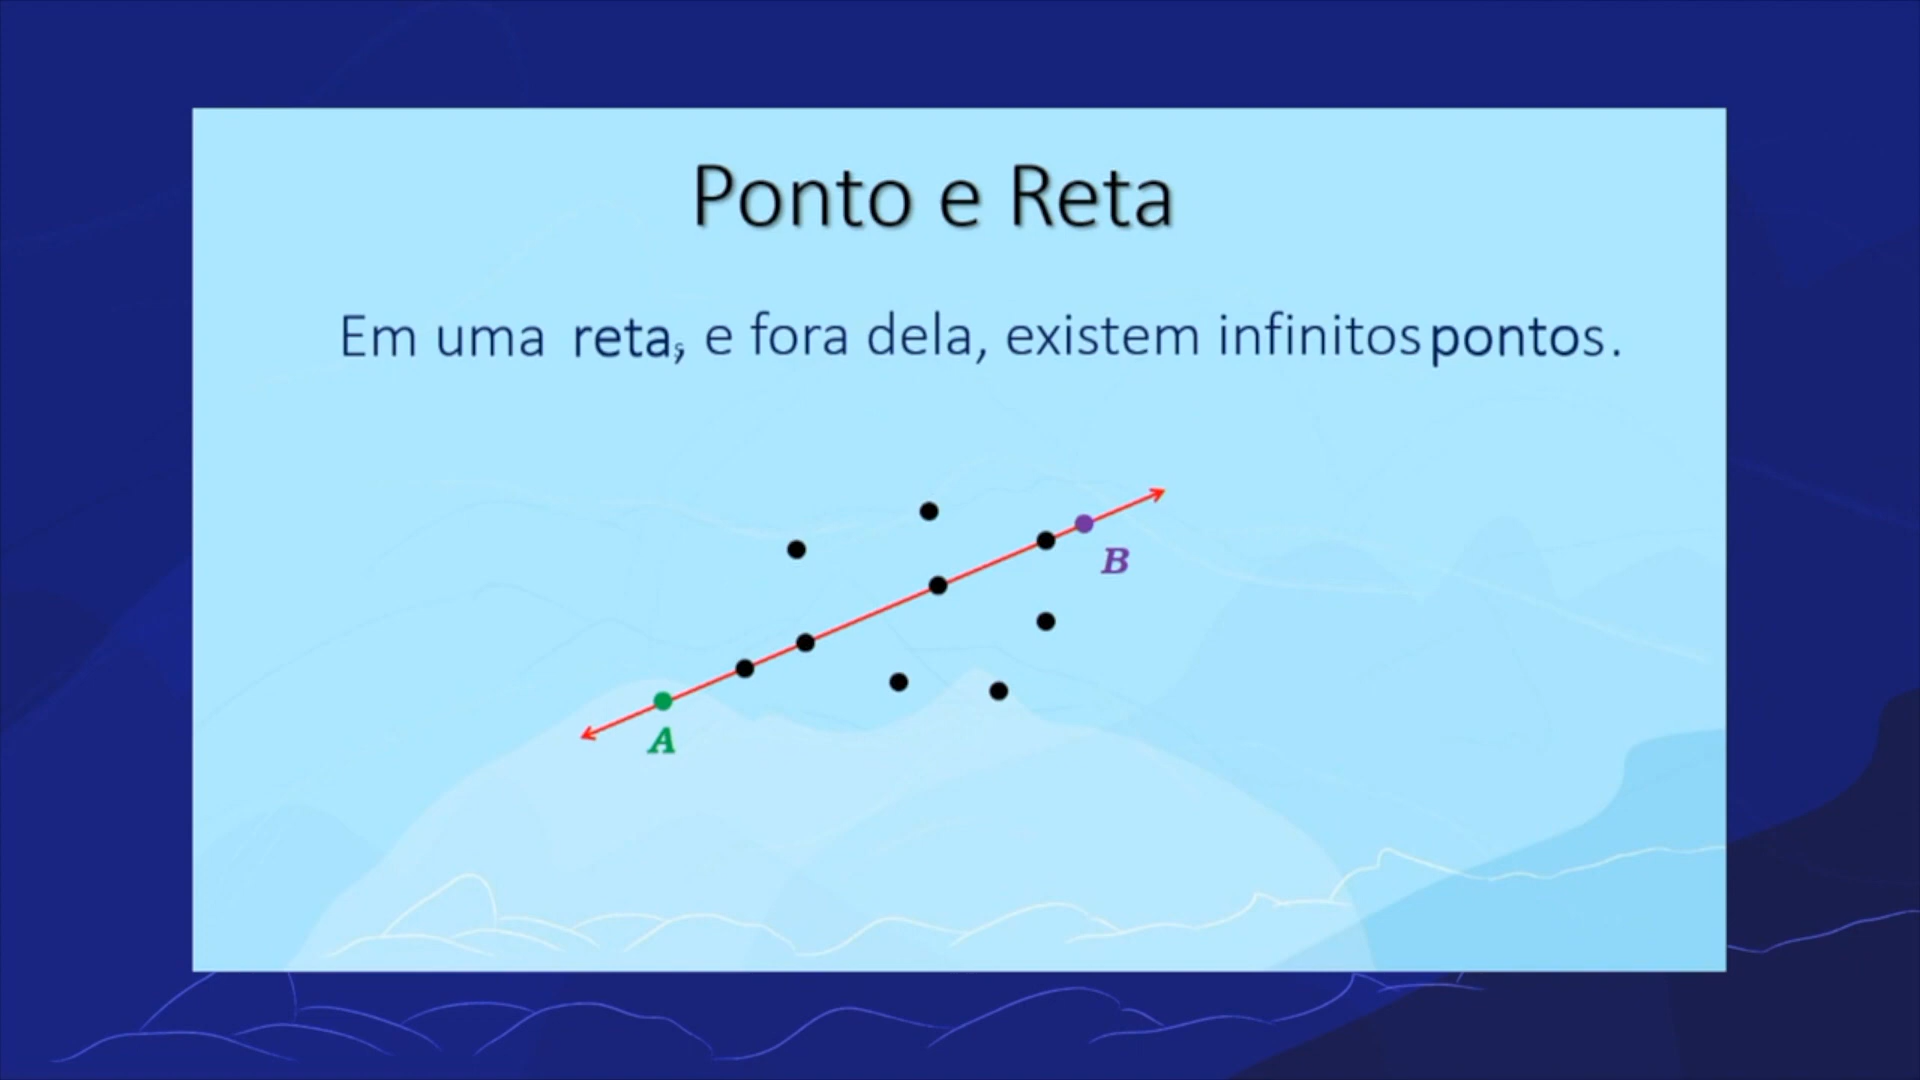 Ponto e Reta
Em uma reta, e fora dela, existem infinitos pontos.
B
A